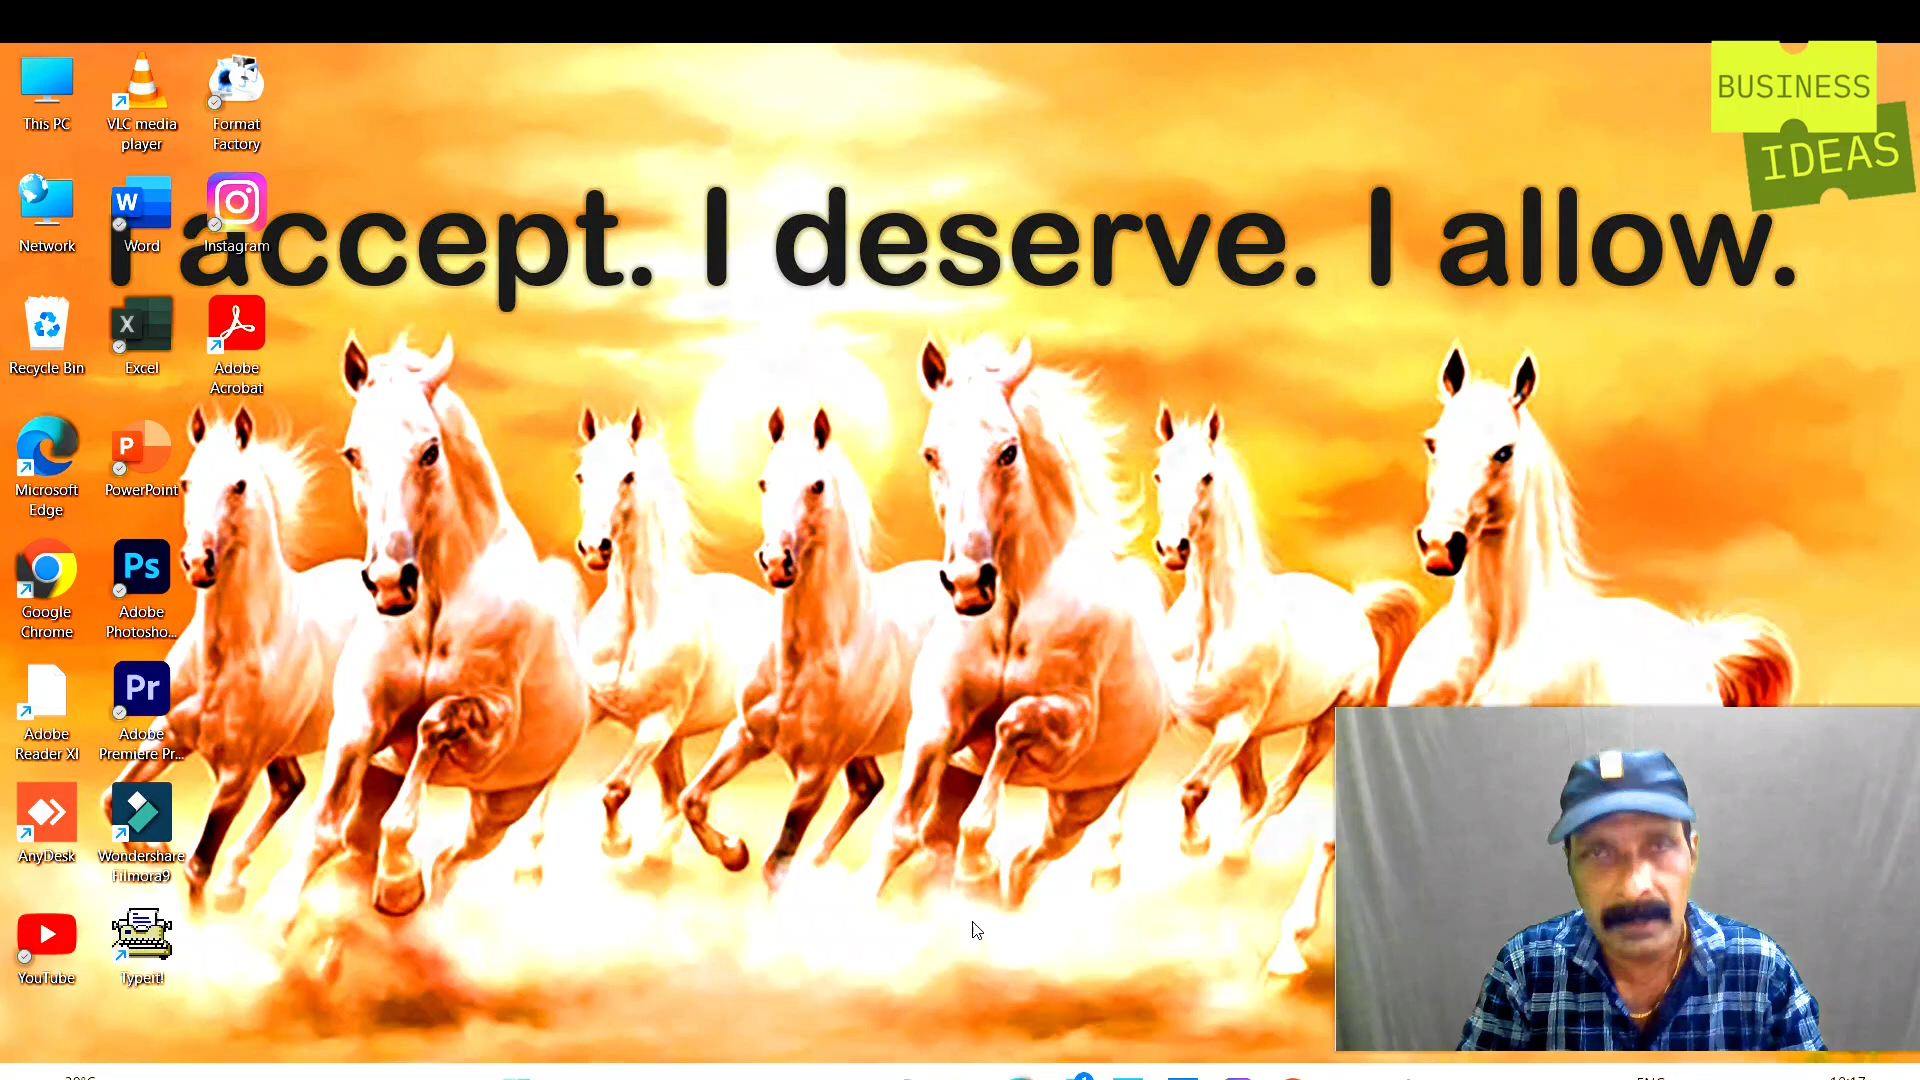 BUSINESS
IDEAS
I accept. I deserve. I allow.
This PC
VLC media
player
Format
Factory
Network
Word
Instagram
Recycle Bin
Excel
Adobe
Acrobat
Microsoft
Edge
PowerPoint
Google
Chrome
Ps
Adobe
Photosho...
Adobe
Reader XI
Pr
Adobe
Premiere Pr...
AnyDesk
Wondershare
Filmora9
YouTube
TypeIt!